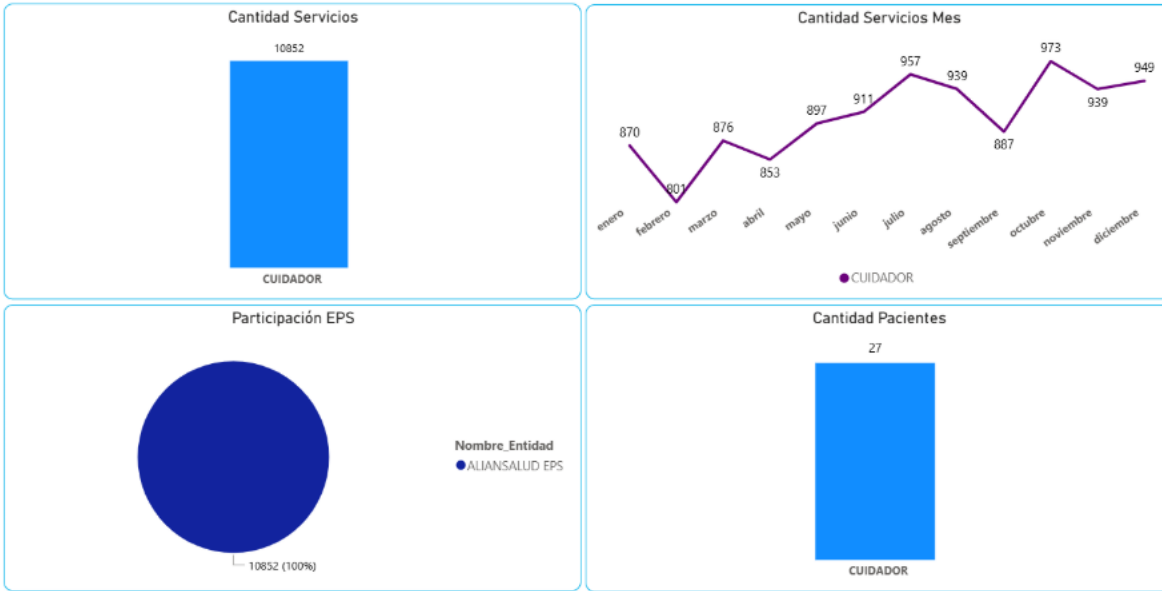 Cantidad Servicios
10852
CUIDADOR
Cantidad Servicios Mes
870
801
876
853
897
911
957
939
887
973
939
949
enero
febrero
marzo
abril
mayo
junio
julio
agosto
septiembre
octubre
noviembre
diciembre
CUIDADOR
Participación EPS
Nombre_Entidad
ALIANSALUD EPS
10852 (100%)
Cantidad Pacientes
27
CUIDADOR